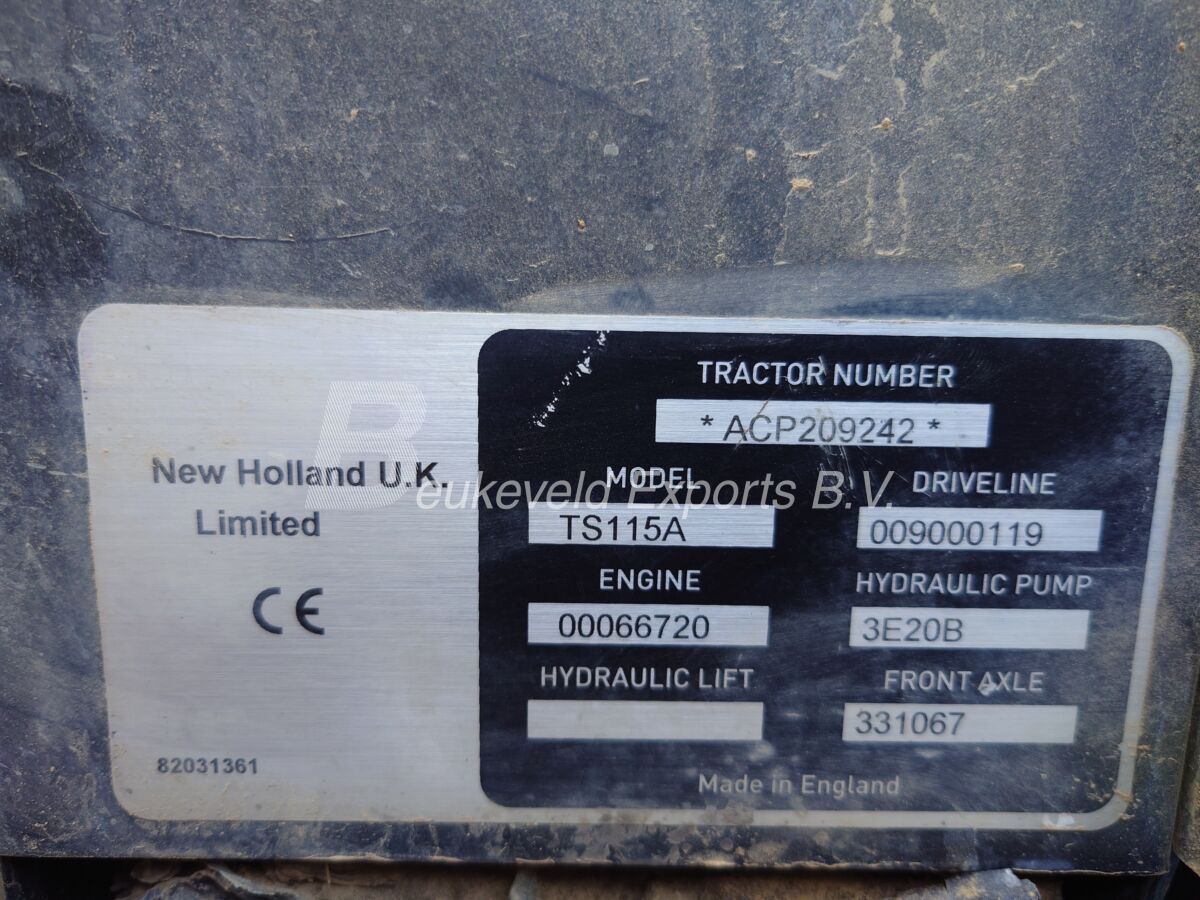 New Holland U.K.
Limited
CE
82031361
TRACTOR NUMBER
* ACP209242 *
MODEL
TS115A
DRIVELINE
009000119
ENGINE
00066720
HYDRAULIC PUMP
3E20B
HYDRAULIC LIFT
FRONT AXLE
331067
Made in England
Beukeveld Exports B.V.